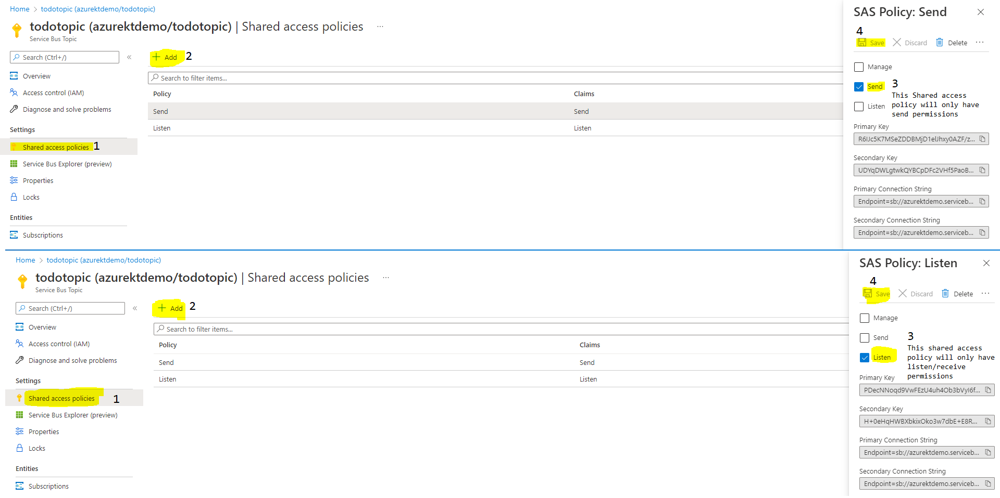 Home > todotopic (azurektdemo/todotopic)
todotopic (azurektdemo/todotopic) | Shared access policies ...
Service Bus Topic
Search (Ctrl+/) «
Overview
Access control (IAM)
Diagnose and solve problems
Settings
Shared access policies 1
Service Bus Explorer (preview)
Properties
Locks
Entities
Subscriptions
+ Add 2
Search to filter items...
Policy Claims
Send Send
Listen Listen
SAS Policy: Send
4
Save Discard Delete ...
Manage
Send 3
This Shared access
policy will only have
send permissions
Listen
Primary Key
R6IJc5K7MSeZDDBMjD1elJhxy0AZF/z...
Secondary Key
UDYqDWLgtwkQYBCpDFc2VHf5PaoB...
Primary Connection String
Endpoint=sb://azurektdemo.serviceb...
Secondary Connection String
Endpoint=sb://azurektdemo.serviceb...
Home > todotopic (azurektdemo/todotopic)
todotopic (azurektdemo/todotopic) | Shared access policies ...
Service Bus Topic
Search (Ctrl+/) «
Overview
Access control (IAM)
Diagnose and solve problems
Settings
Shared access policies 1
Service Bus Explorer (preview)
Properties
Locks
Entities
Subscriptions
+ Add 2
Search to filter items...
Policy Claims
Send Send
Listen Listen
SAS Policy: Listen
4
Save Discard Delete ...
Manage
Send 3
Listen
This shared access
policy will only have
listen/receive
permissions
Primary Key
PDecNNoqd9VwFEzU4uh4Ob3bVyI6f...
Secondary Key
H+0eHqHWBXbkixOko3w7dbE+E8R...
Primary Connection String
Endpoint=sb://azurektdemo.serviceb...
Secondary Connection String
Endpoint=sb://azurektdemo.serviceb...